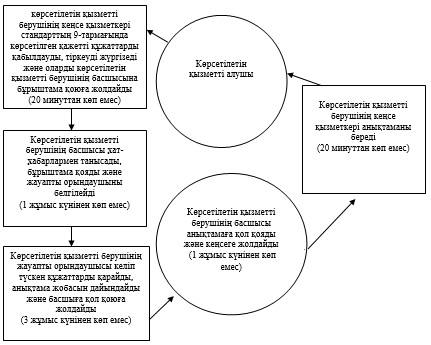 көрсетілетін қызметті
берушінің кеңсе қызметкері
стандарттың 9-тармағында
көрсетілген қажетті құжаттарды
қабылдауды, тіркеуді жүргізеді
және оларды көрсетілетін
қызметті берушінің басшысына
бұрыштама қоюға жолдайды
(20 минуттан көп емес)
Көрсетілетін
қызметті алушы
Көрсетілетін қызметті
берушінің кеңсе
қызметкері анықтаманы
береді
(20 минуттан көп емес)
Көрсетілетін қызметті
берушінің басшысы хат-
хабарлармен танысады,
бұрыштама қояды және
жауапты орындаушыны
белгілейді
(1 жұмыс күнінен көп емес)
Көрсетілетін қызметті
берушінің басшысы
анықтамаға қол қояды
және кеңсеге жолдайды
(1 жұмыс күнінен көп
емес)
Көрсетілетін қызметті берушінің
жауапты орындаушысы келіп
түскен құжаттарды қарайды,
анықтама жобасын дайындайды
және басшыға қол қоюға
жолдайды
(3 жұмыс күнінен көп емес)